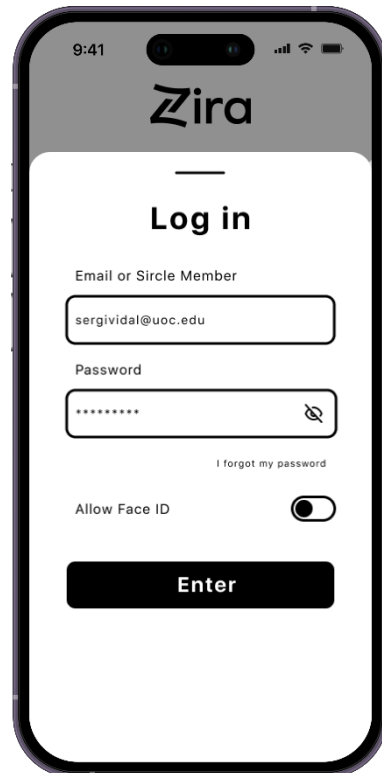 9:41
Zira
Log in
Email or Sircle Member
sergividal@uoc.edu
Password
*********
I forgot my password
Allow Face ID
Enter